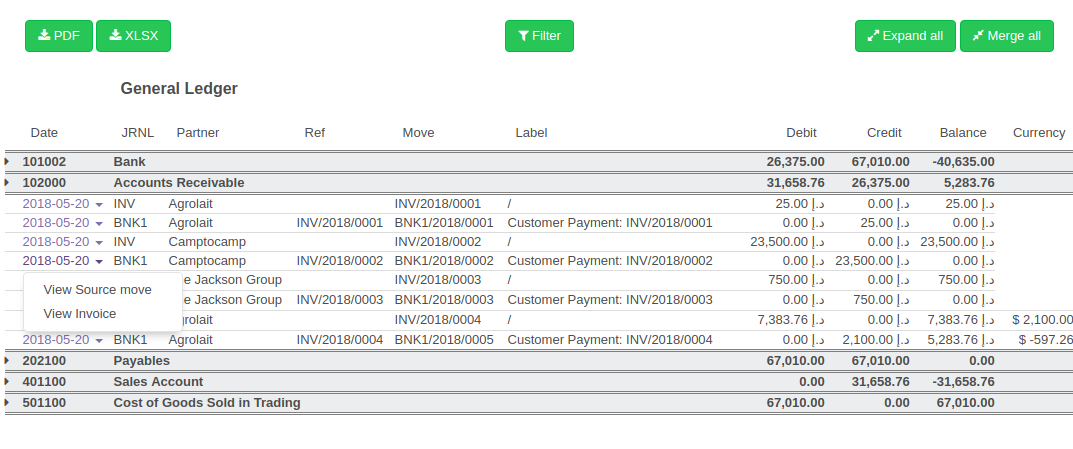 PDF XLSX Filter Expand all Merge all
General Ledger
Date JRNL Partner Ref Move Label Debit Credit Balance Currency
101002 Bank 26,375.00 67,010.00 -40,635.00
102000 Accounts Receivable 31,658.76 26,375.00 5,283.76
2018-05-20 INV Agrolait INV/2018/0001 / 25.00 د.إ 0.00 د.إ 25.00 د.إ
2018-05-20 BNK1 Agrolait INV/2018/0001 BNK1/2018/0001 Customer Payment: INV/2018/0001 0.00 د.إ 25.00 د.إ 0.00 د.إ
2018-05-20 INV Camptocamp INV/2018/0002 / 23,500.00 د.إ 0.00 د.إ 23,500.00 د.إ
2018-05-20 BNK1 Camptocamp INV/2018/0002 BNK1/2018/0002 Customer Payment: INV/2018/0002 0.00 د.إ 23,500.00 د.إ 0.00 د.إ
Jackson Group INV/2018/0003 / 750.00 د.إ 0.00 د.إ 750.00 د.إ
View Source move
Jackson Group INV/2018/0003 BNK1/2018/0003 Customer Payment: INV/2018/0003 0.00 د.إ 750.00 د.إ 0.00 د.إ
View Invoice
INV/2018/0004 / 7,383.76 د.إ 0.00 د.إ 7,383.76 د.إ $ 2,100.00
2018-05-20 BNK1 Agrolait INV/2018/0004 BNK1/2018/0005 Customer Payment: INV/2018/0004 0.00 د.إ 2,100.00 د.إ 5,283.76 د.إ $ -597.26
202100 Payables 67,010.00 67,010.00 0.00
401100 Sales Account 0.00 31,658.76 -31,658.76
501100 Cost of Goods Sold in Trading 67,010.00 0.00 67,010.00